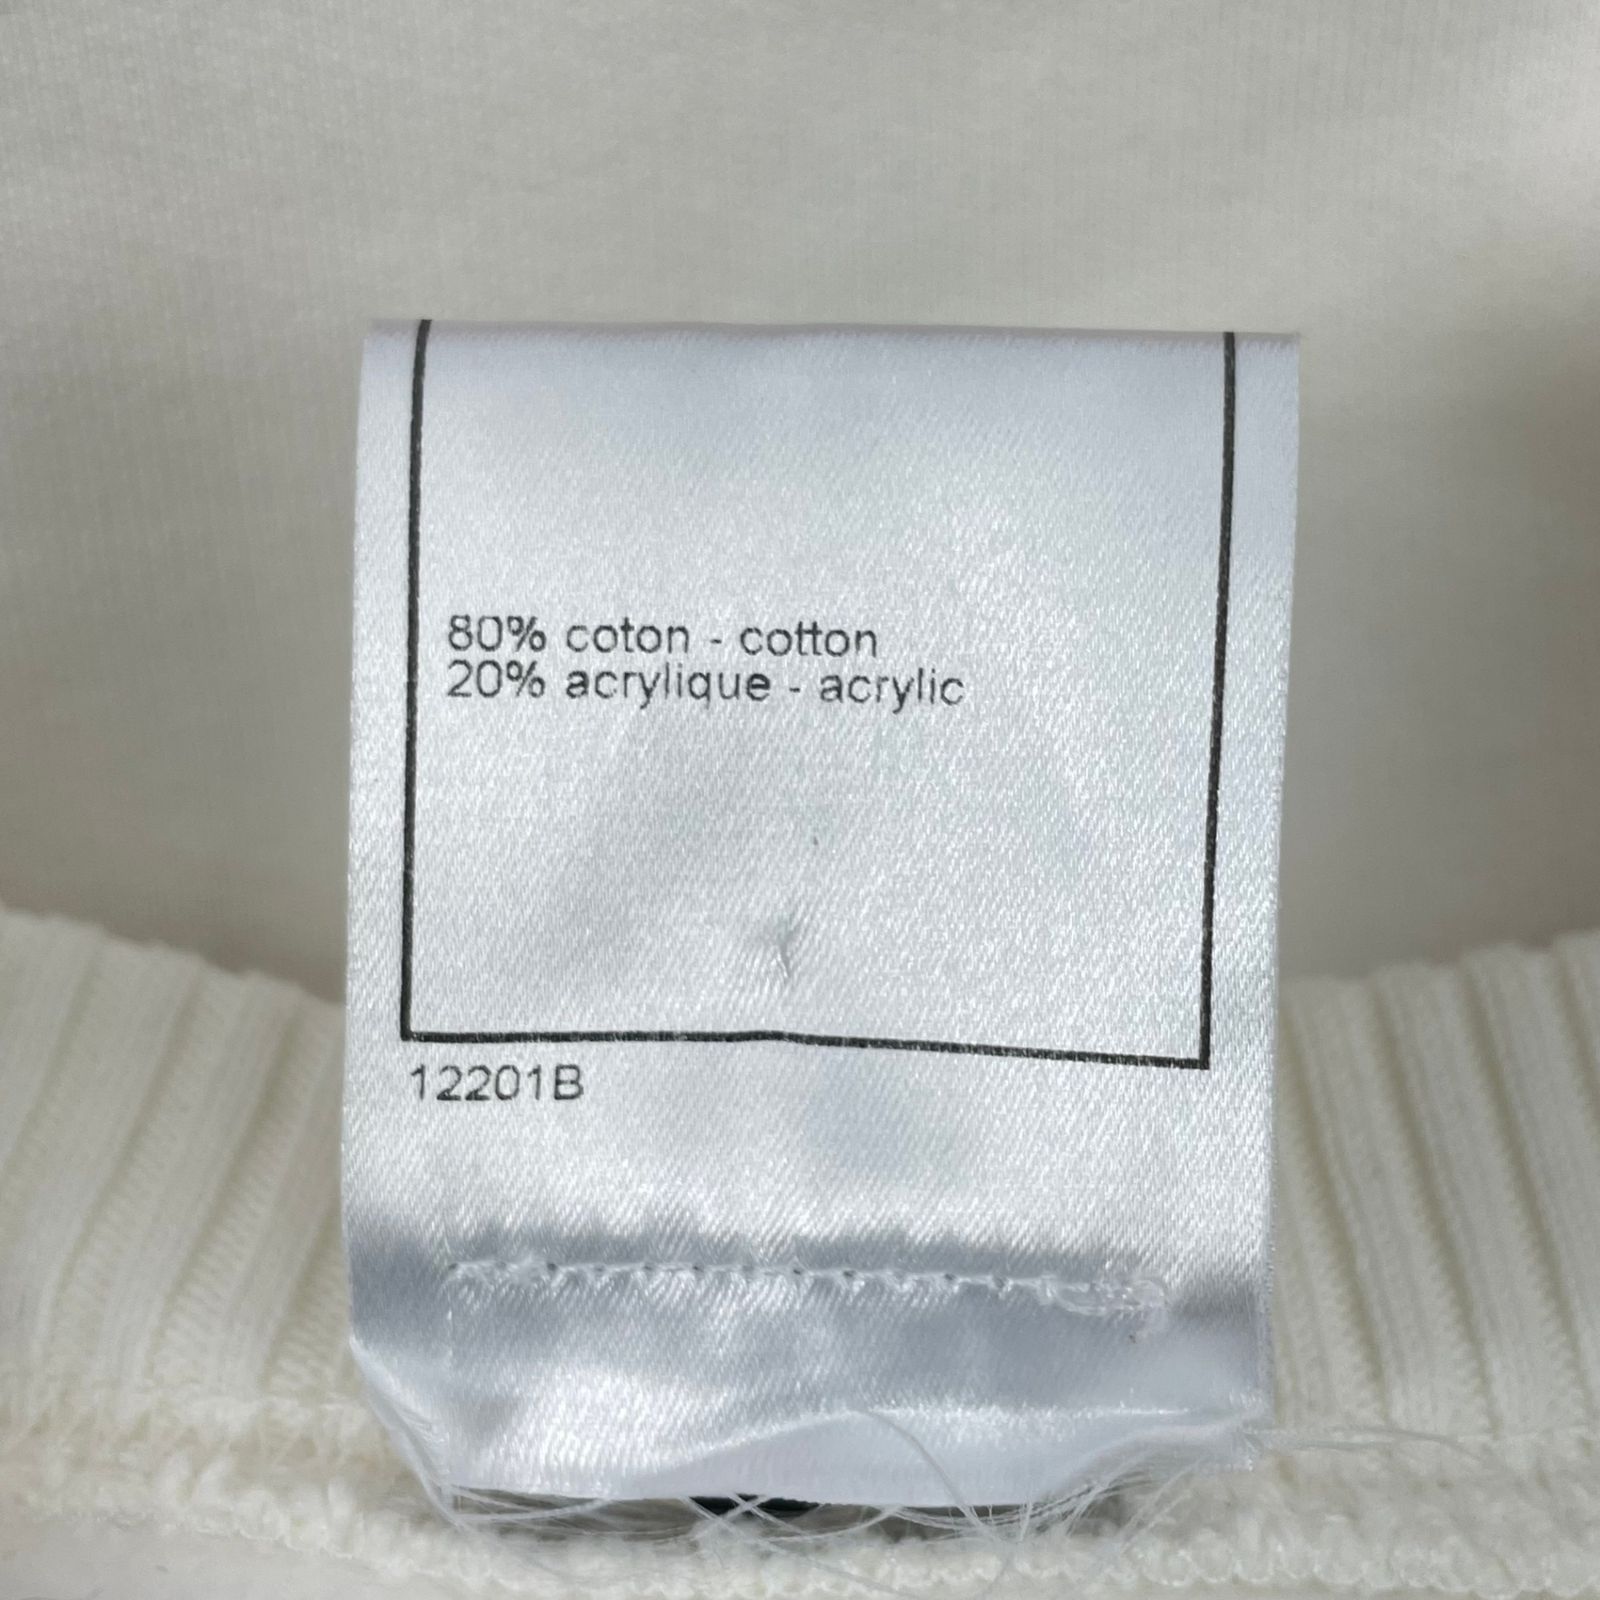 80% coton - cotton
20% acrylique - acrylic
12201B